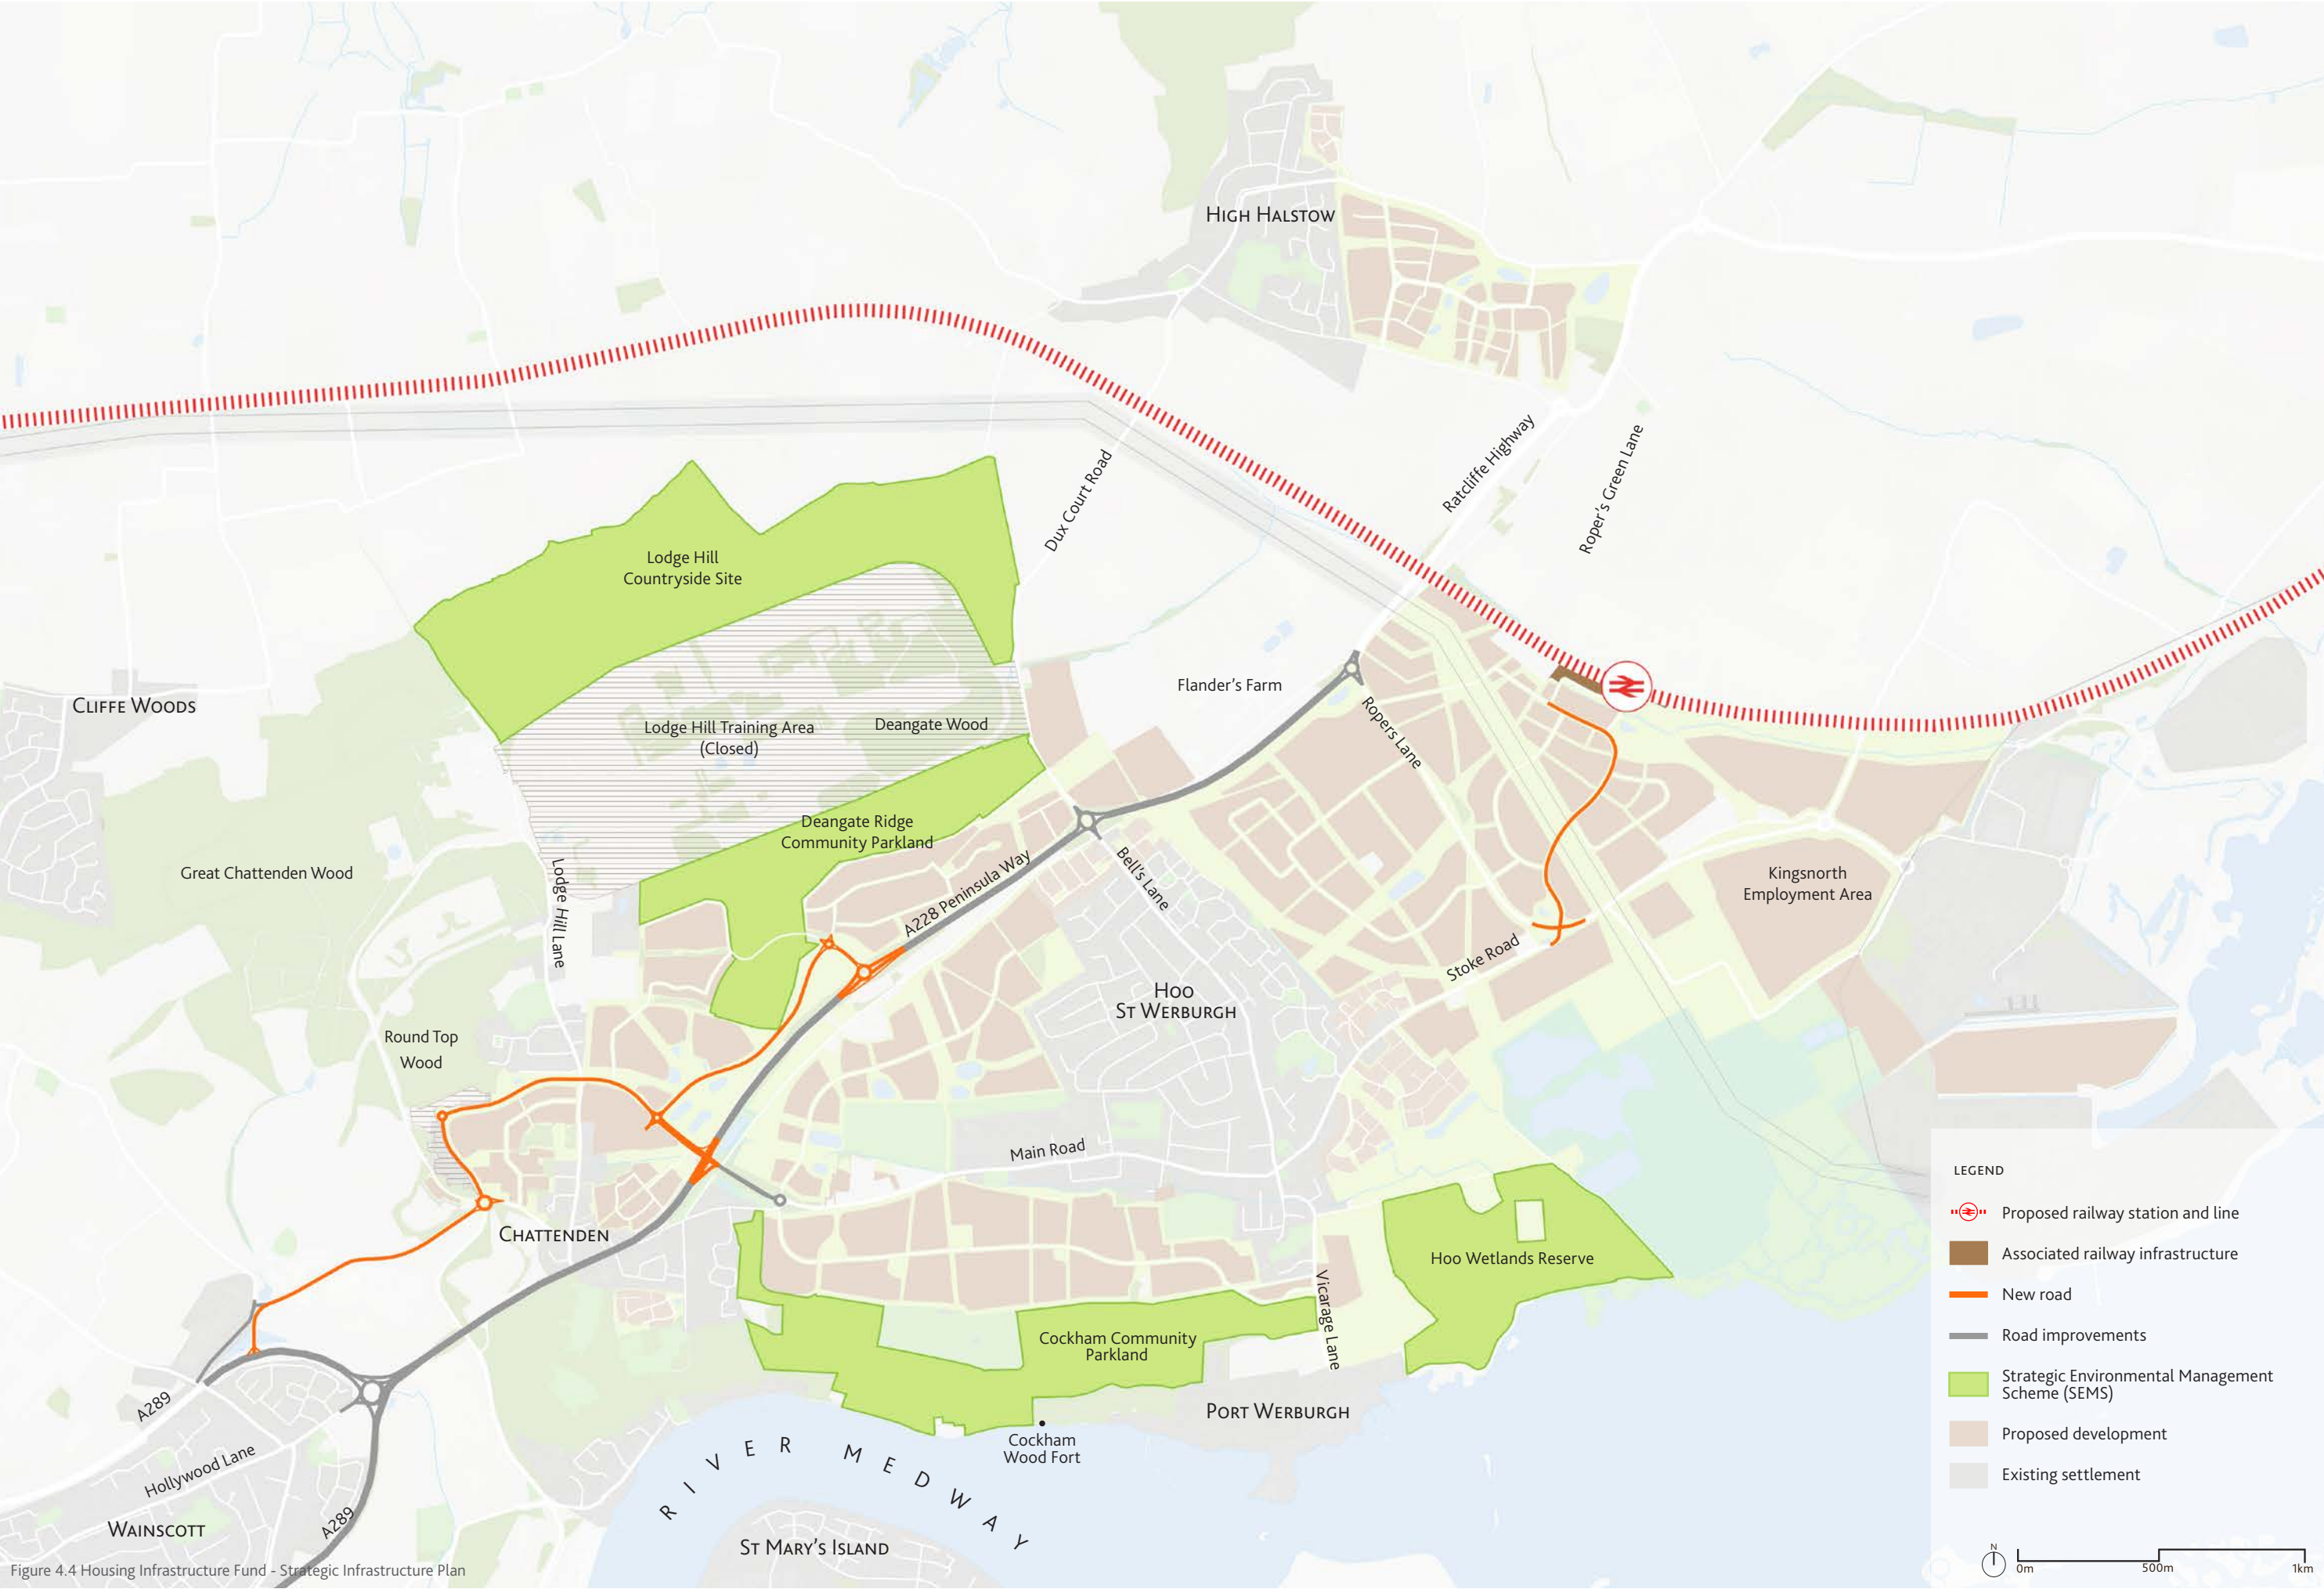 HIGH HALSTOW
Ratcliffe Highway
Roper's Green Lane
Dux Court Road
Lodge Hill
Countryside Site
Flander's Farm
CLIFFE WOODS
Ropers Lane
Lodge Hill Training Area
(Closed)
Deangate Wood
Deangate Ridge
Community Parkland
Great Chattenden Wood
Lodge Hill Lane
A228 Peninsula Way
Bell's Lane
Kingsnorth
Employment Area
Stoke Road
HOO
ST WERBURGH
Round Top
Wood
Main Road
CHATTENDEN
Hoo Wetlands Reserve
Vicarage Lane
Cockham Community
Parkland
PORT WERBURGH
Cockham
Wood Fort
RIVER MEDWAY
A289
Hollywood Lane
A289
WAINSCOTT
ST MARY'S ISLAND
LEGEND
Proposed railway station and line
Associated railway infrastructure
New road
Road improvements
Strategic Environmental Management
Scheme (SEMS)
Proposed development
Existing settlement
N
0m 500m 1km
Figure 4.4 Housing Infrastructure Fund - Strategic Infrastructure Plan